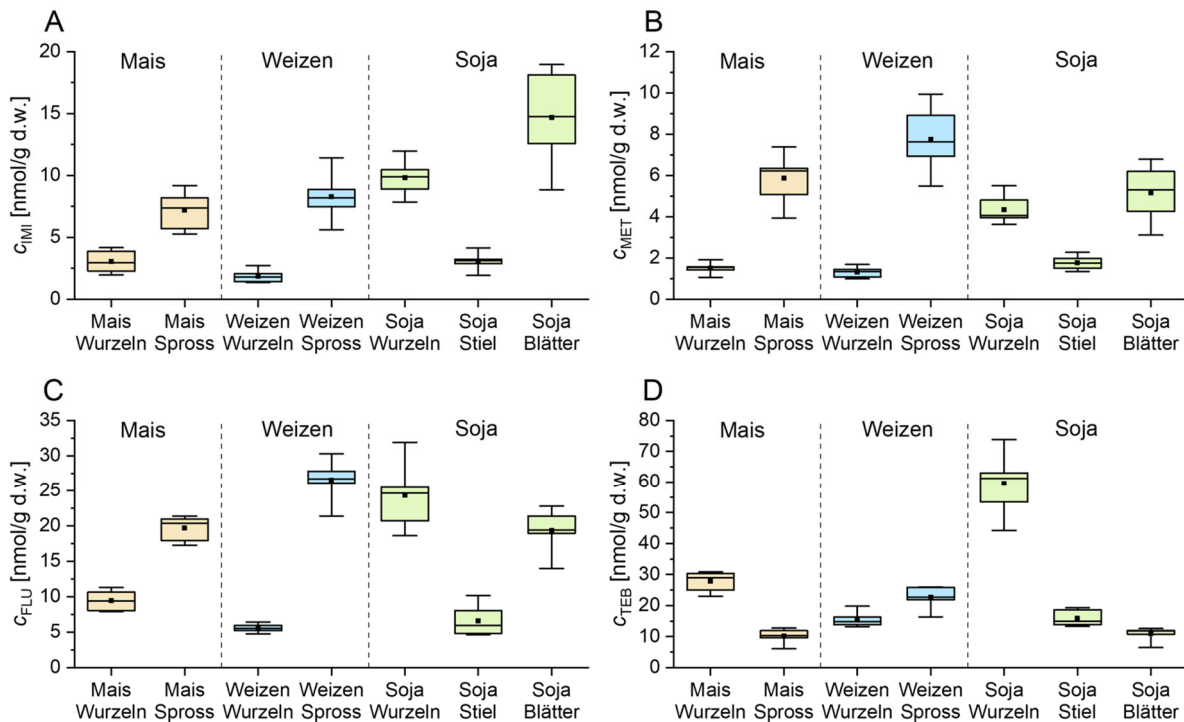 A
20
15
10
5
0
cIMI [nmol/g d.w.]
Mais
Weizen
Soja
Mais Mais Weizen Weizen Soja Soja Soja
Wurzeln Spross Wurzeln Spross Wurzeln Stiel Blätter
B
12
10
8
6
4
2
0
cMET [nmol/g d.w.]
Mais
Weizen
Soja
Mais Mais Weizen Weizen Soja Soja Soja
Wurzeln Spross Wurzeln Spross Wurzeln Stiel Blätter
C
35
30
25
20
15
10
5
0
cFLU [nmol/g d.w.]
Mais
Weizen
Soja
Mais Mais Weizen Weizen Soja Soja Soja
Wurzeln Spross Wurzeln Spross Wurzeln Stiel Blätter
D
80
70
60
50
40
30
20
10
0
cTEB [nmol/g d.w.]
Mais
Weizen
Soja
Mais Mais Weizen Weizen Soja Soja Soja
Wurzeln Spross Wurzeln Spross Wurzeln Stiel Blätter